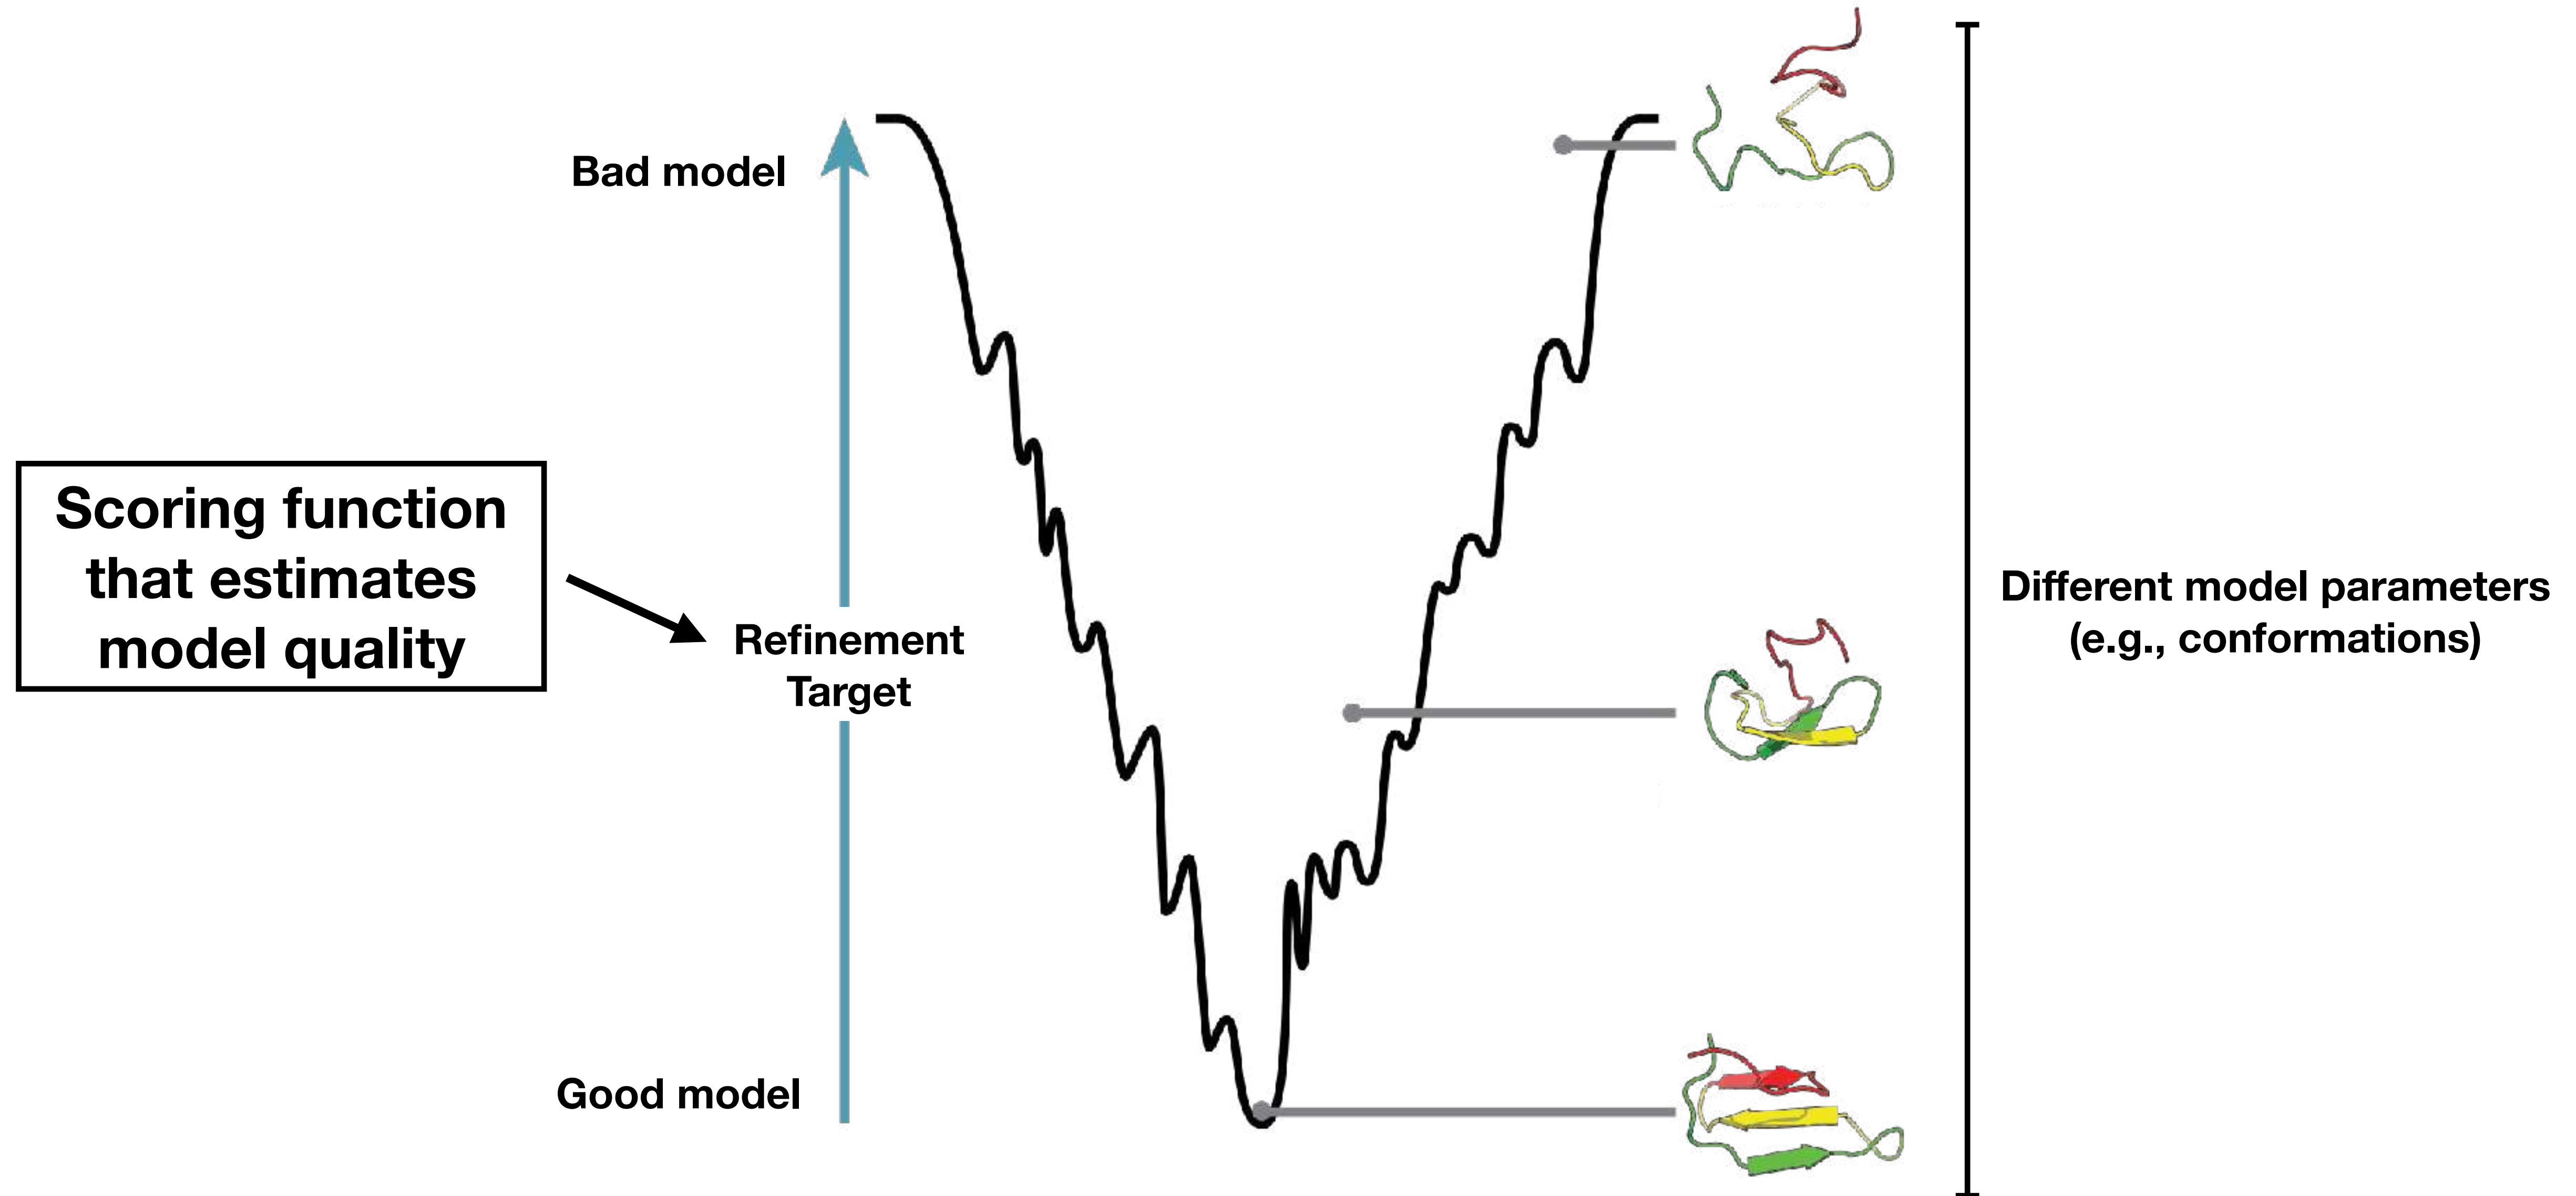 Bad model
Scoring function
that estimates
model quality
Refinement
Target
Good model
Different model parameters
(e.g., conformations)